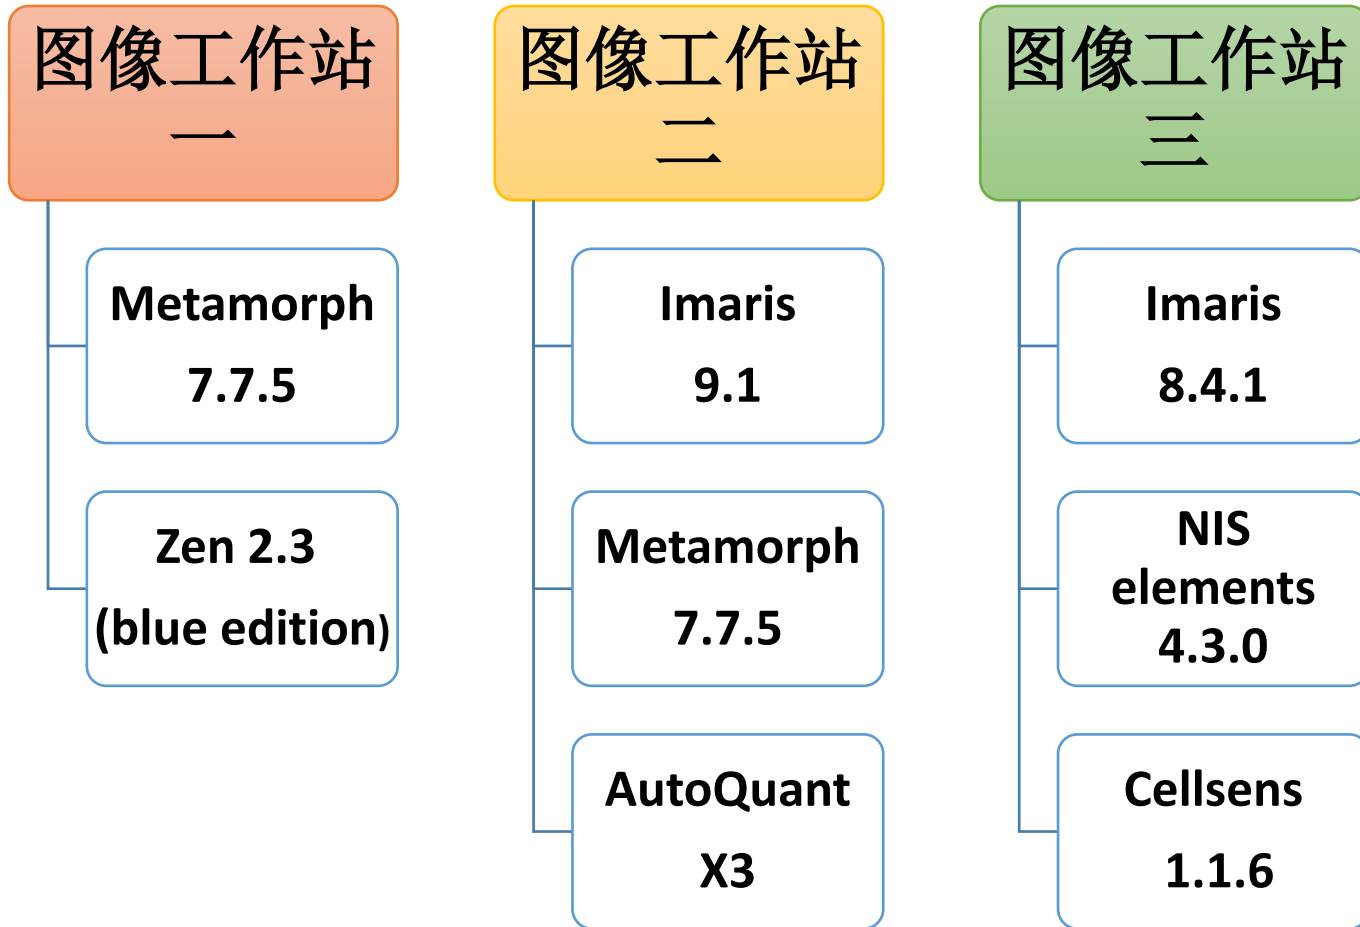 图像工作站
一
Metamorph
7.7.5
Zen 2.3
(blue edition)
图像工作站
二
Imaris
9.1
Metamorph
7.7.5
AutoQuant
X3
图像工作站
三
Imaris
8.4.1
NIS
elements
4.3.0
Cellsens
1.1.6